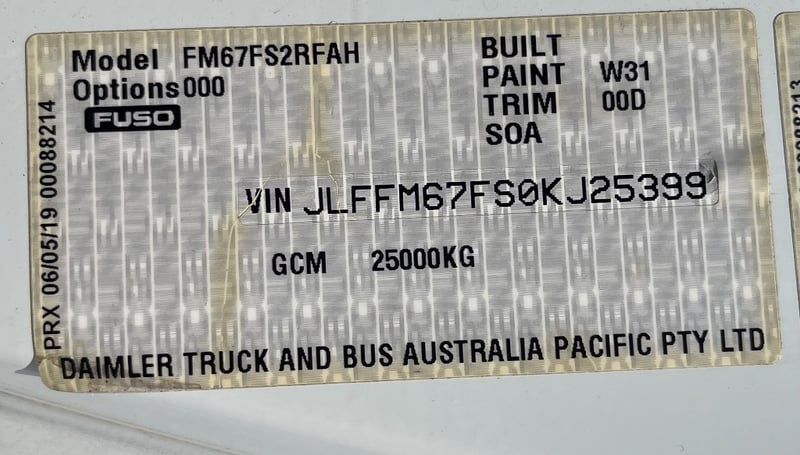 Model FM67FS2RFAH
Options 000
FUSO
BUILT
PAINT W31
TRIM 00D
SOA
VIN JLFFM67FS0KJ25399
GCM 25000KG
DAIMLER TRUCK AND BUS AUSTRALIA PACIFIC PTY LTD
PRX 06/05/19 00088214